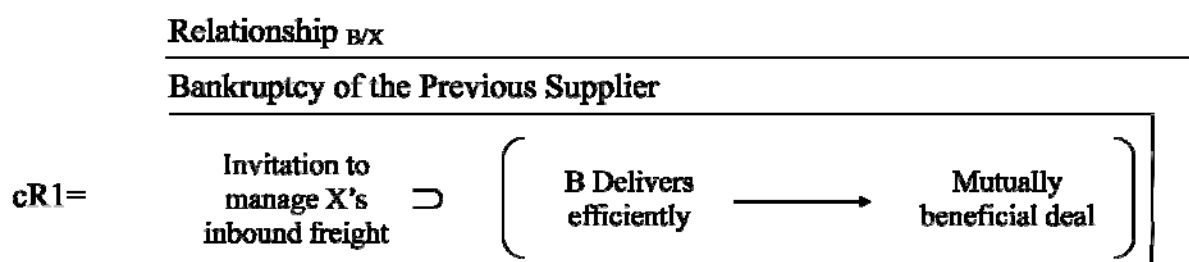 Relationship B/X
Bankruptcy of the Previous Supplier
cR1=
Invitation to
manage X's
inbound freight
⊃
B Delivers
efficiently
Mutually
beneficial deal